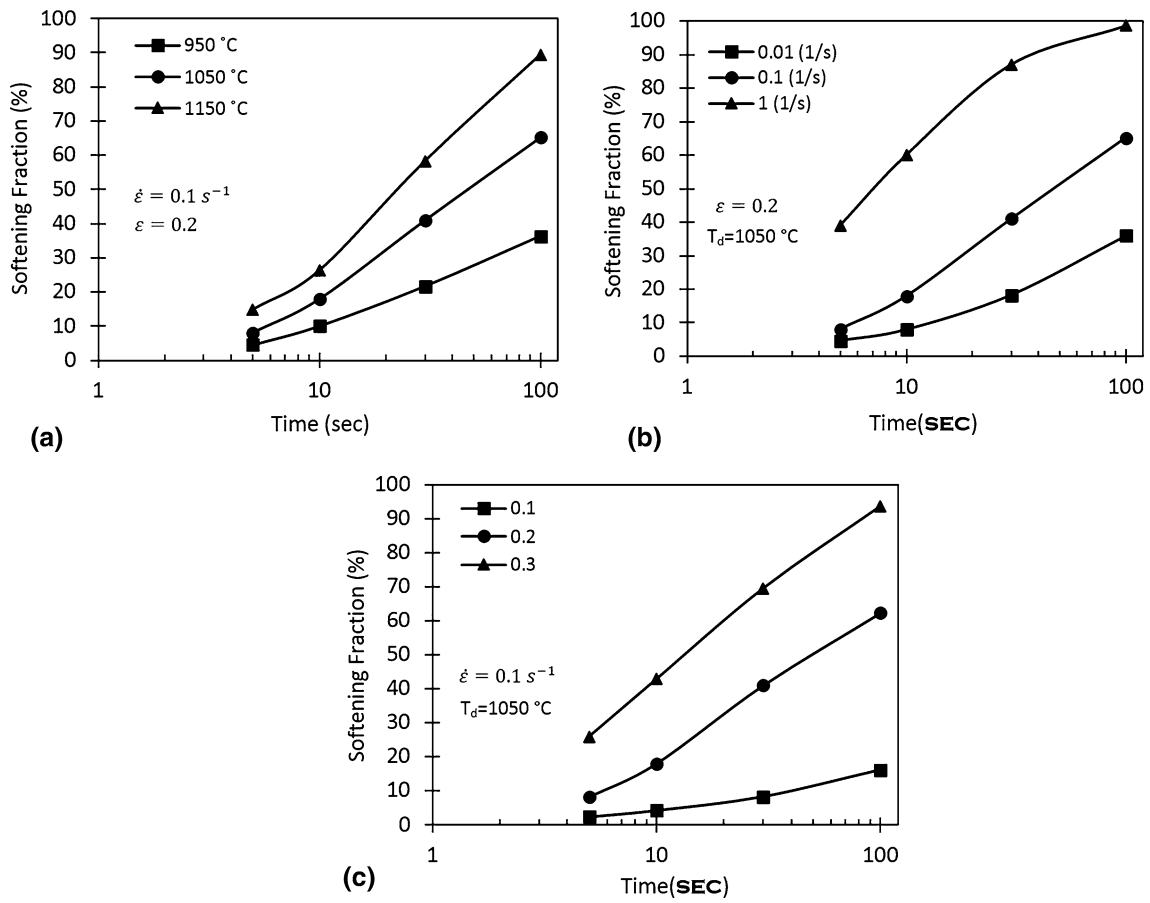 100
90
80
70
60
50
40
30
20
10
0
Softening Fraction (%)
950 ˚C
1050 ˚C
1150 ˚C
ε̇ = 0.1 s⁻¹
ε = 0.2
1
10
100
Time (sec)
(a)
100
90
80
70
60
50
40
30
20
10
0
Softening Fraction (%)
0.01 (1/s)
0.1 (1/s)
1 (1/s)
ε = 0.2
T_d=1050 °C
1
10
100
Time(SEC)
(b)
100
90
80
70
60
50
40
30
20
10
0
Softening Fraction (%)
0.1
0.2
0.3
ε̇ = 0.1 s⁻¹
T_d=1050 °C
1
10
100
Time(SEC)
(c)